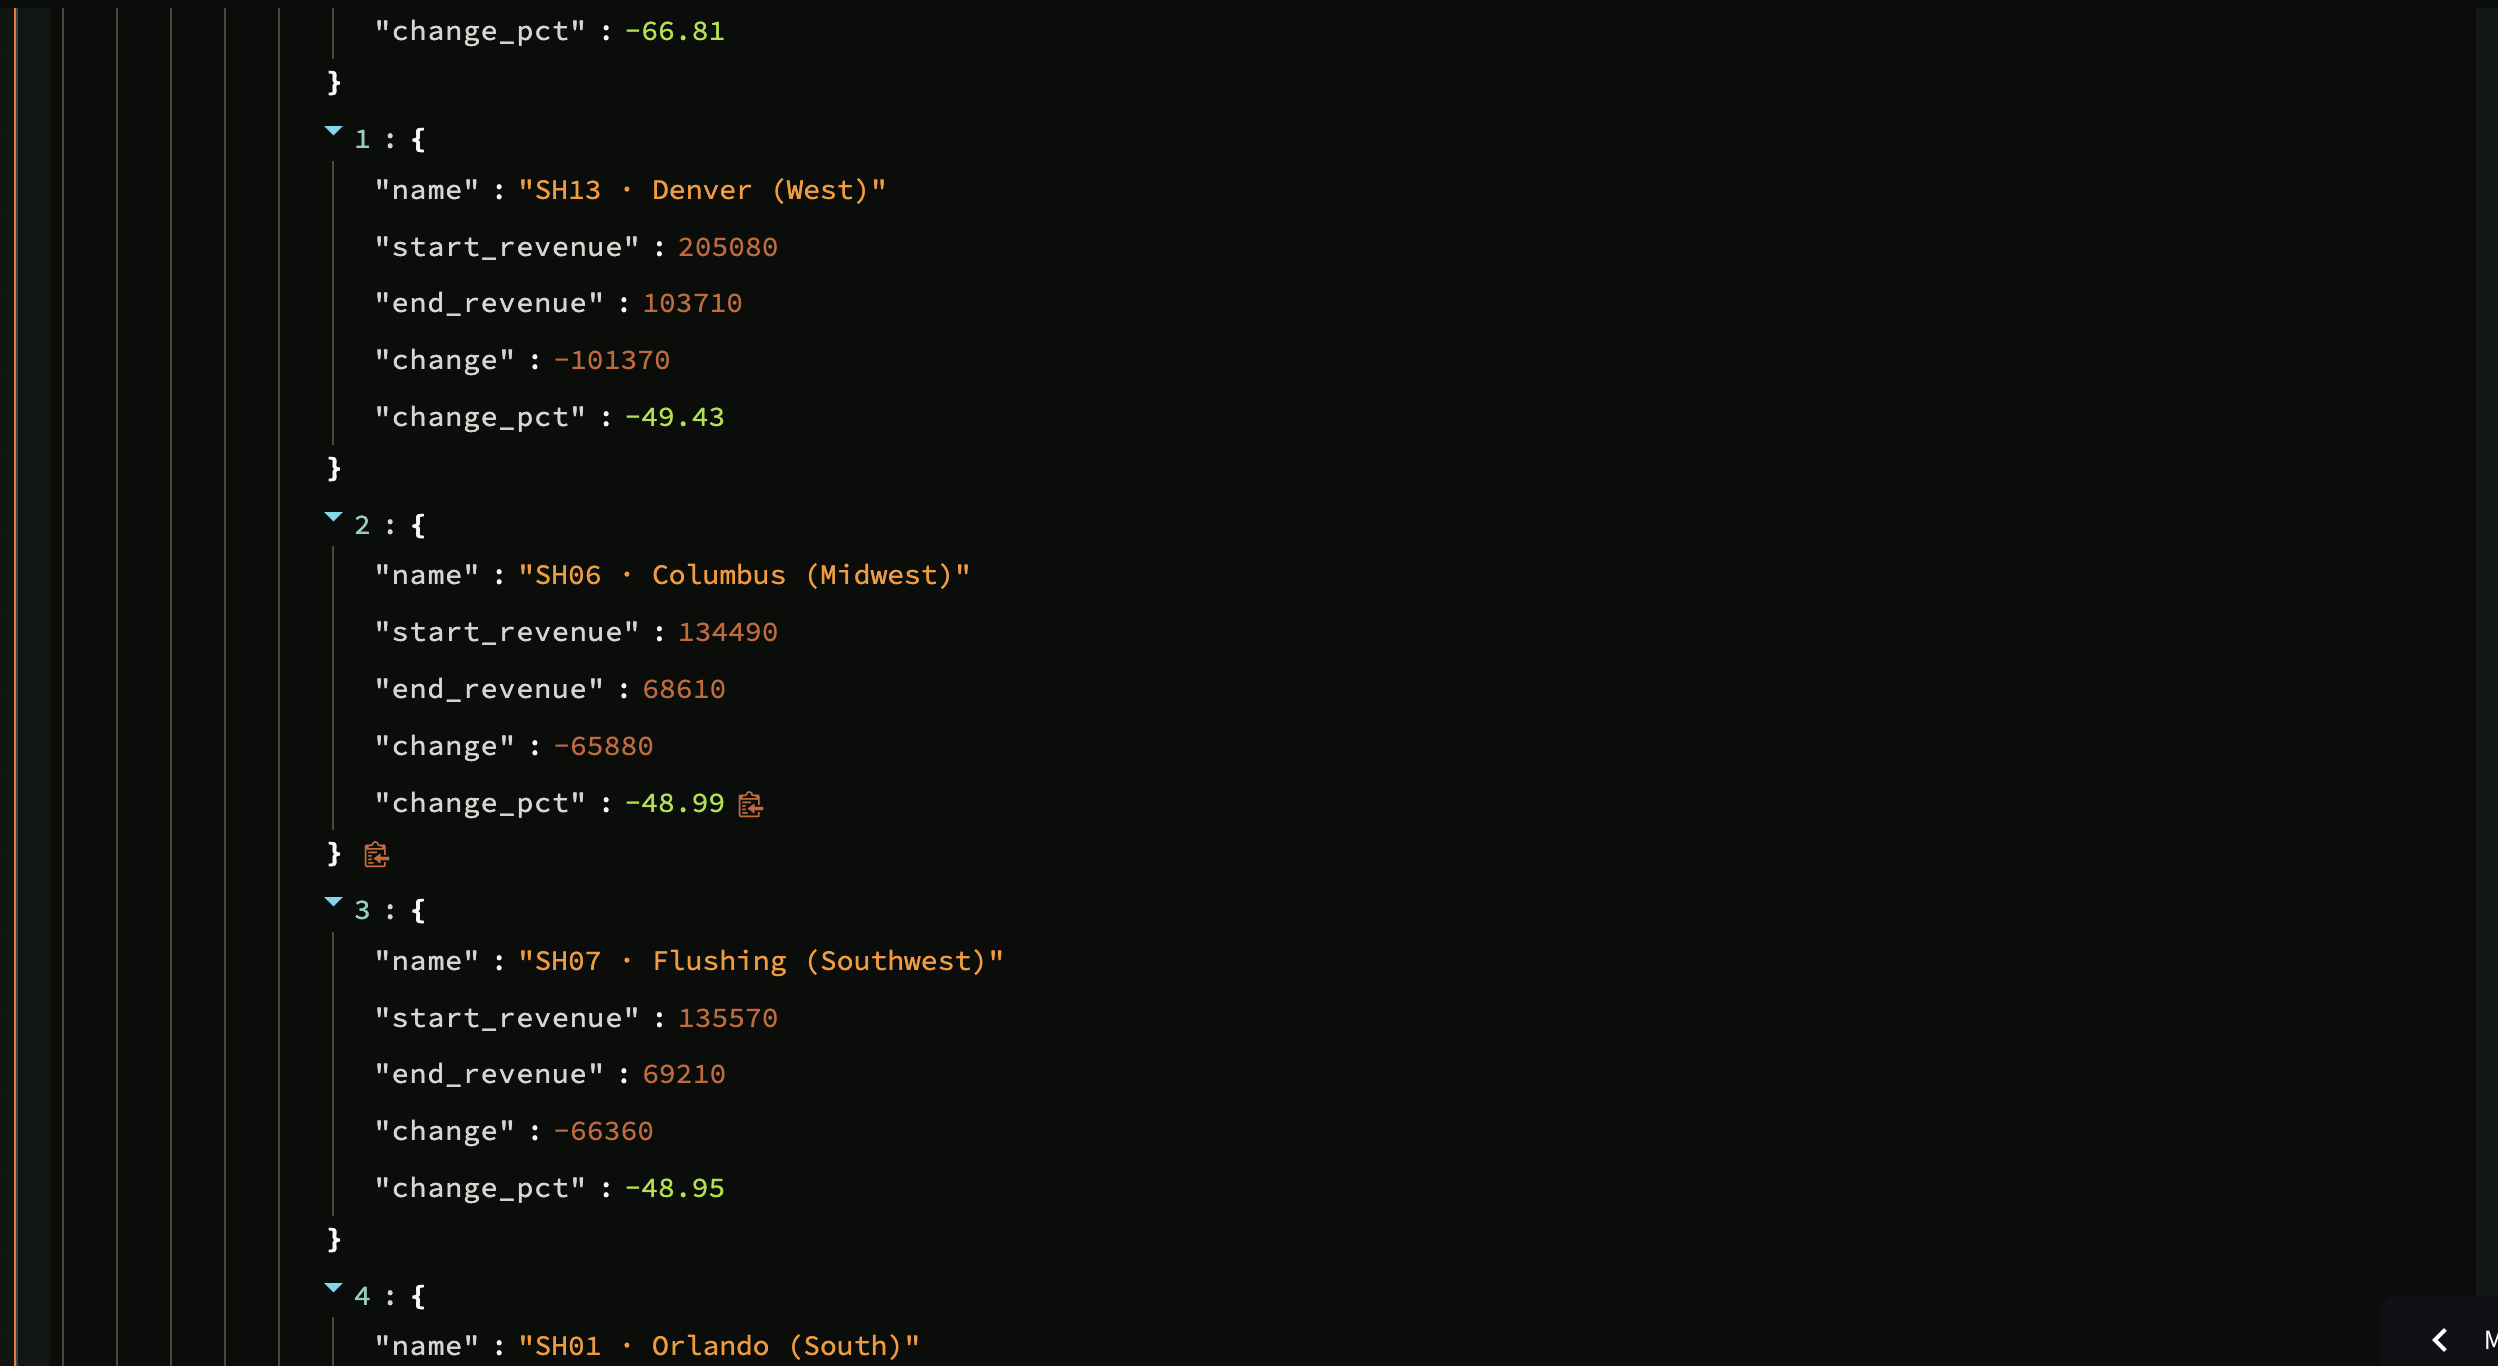 "change_pct" : -66.81
}
1 : {
"name" : "SH13 · Denver (West)"
"start_revenue" : 205080
"end_revenue" : 103710
"change" : -101370
"change_pct" : -49.43
}
2 : {
"name" : "SH06 · Columbus (Midwest)"
"start_revenue" : 134490
"end_revenue" : 68610
"change" : -65880
"change_pct" : -48.99
}
3 : {
"name" : "SH07 · Flushing (Southwest)"
"start_revenue" : 135570
"end_revenue" : 69210
"change" : -66360
"change_pct" : -48.95
}
4 : {
"name" : "SH01 · Orlando (South)"